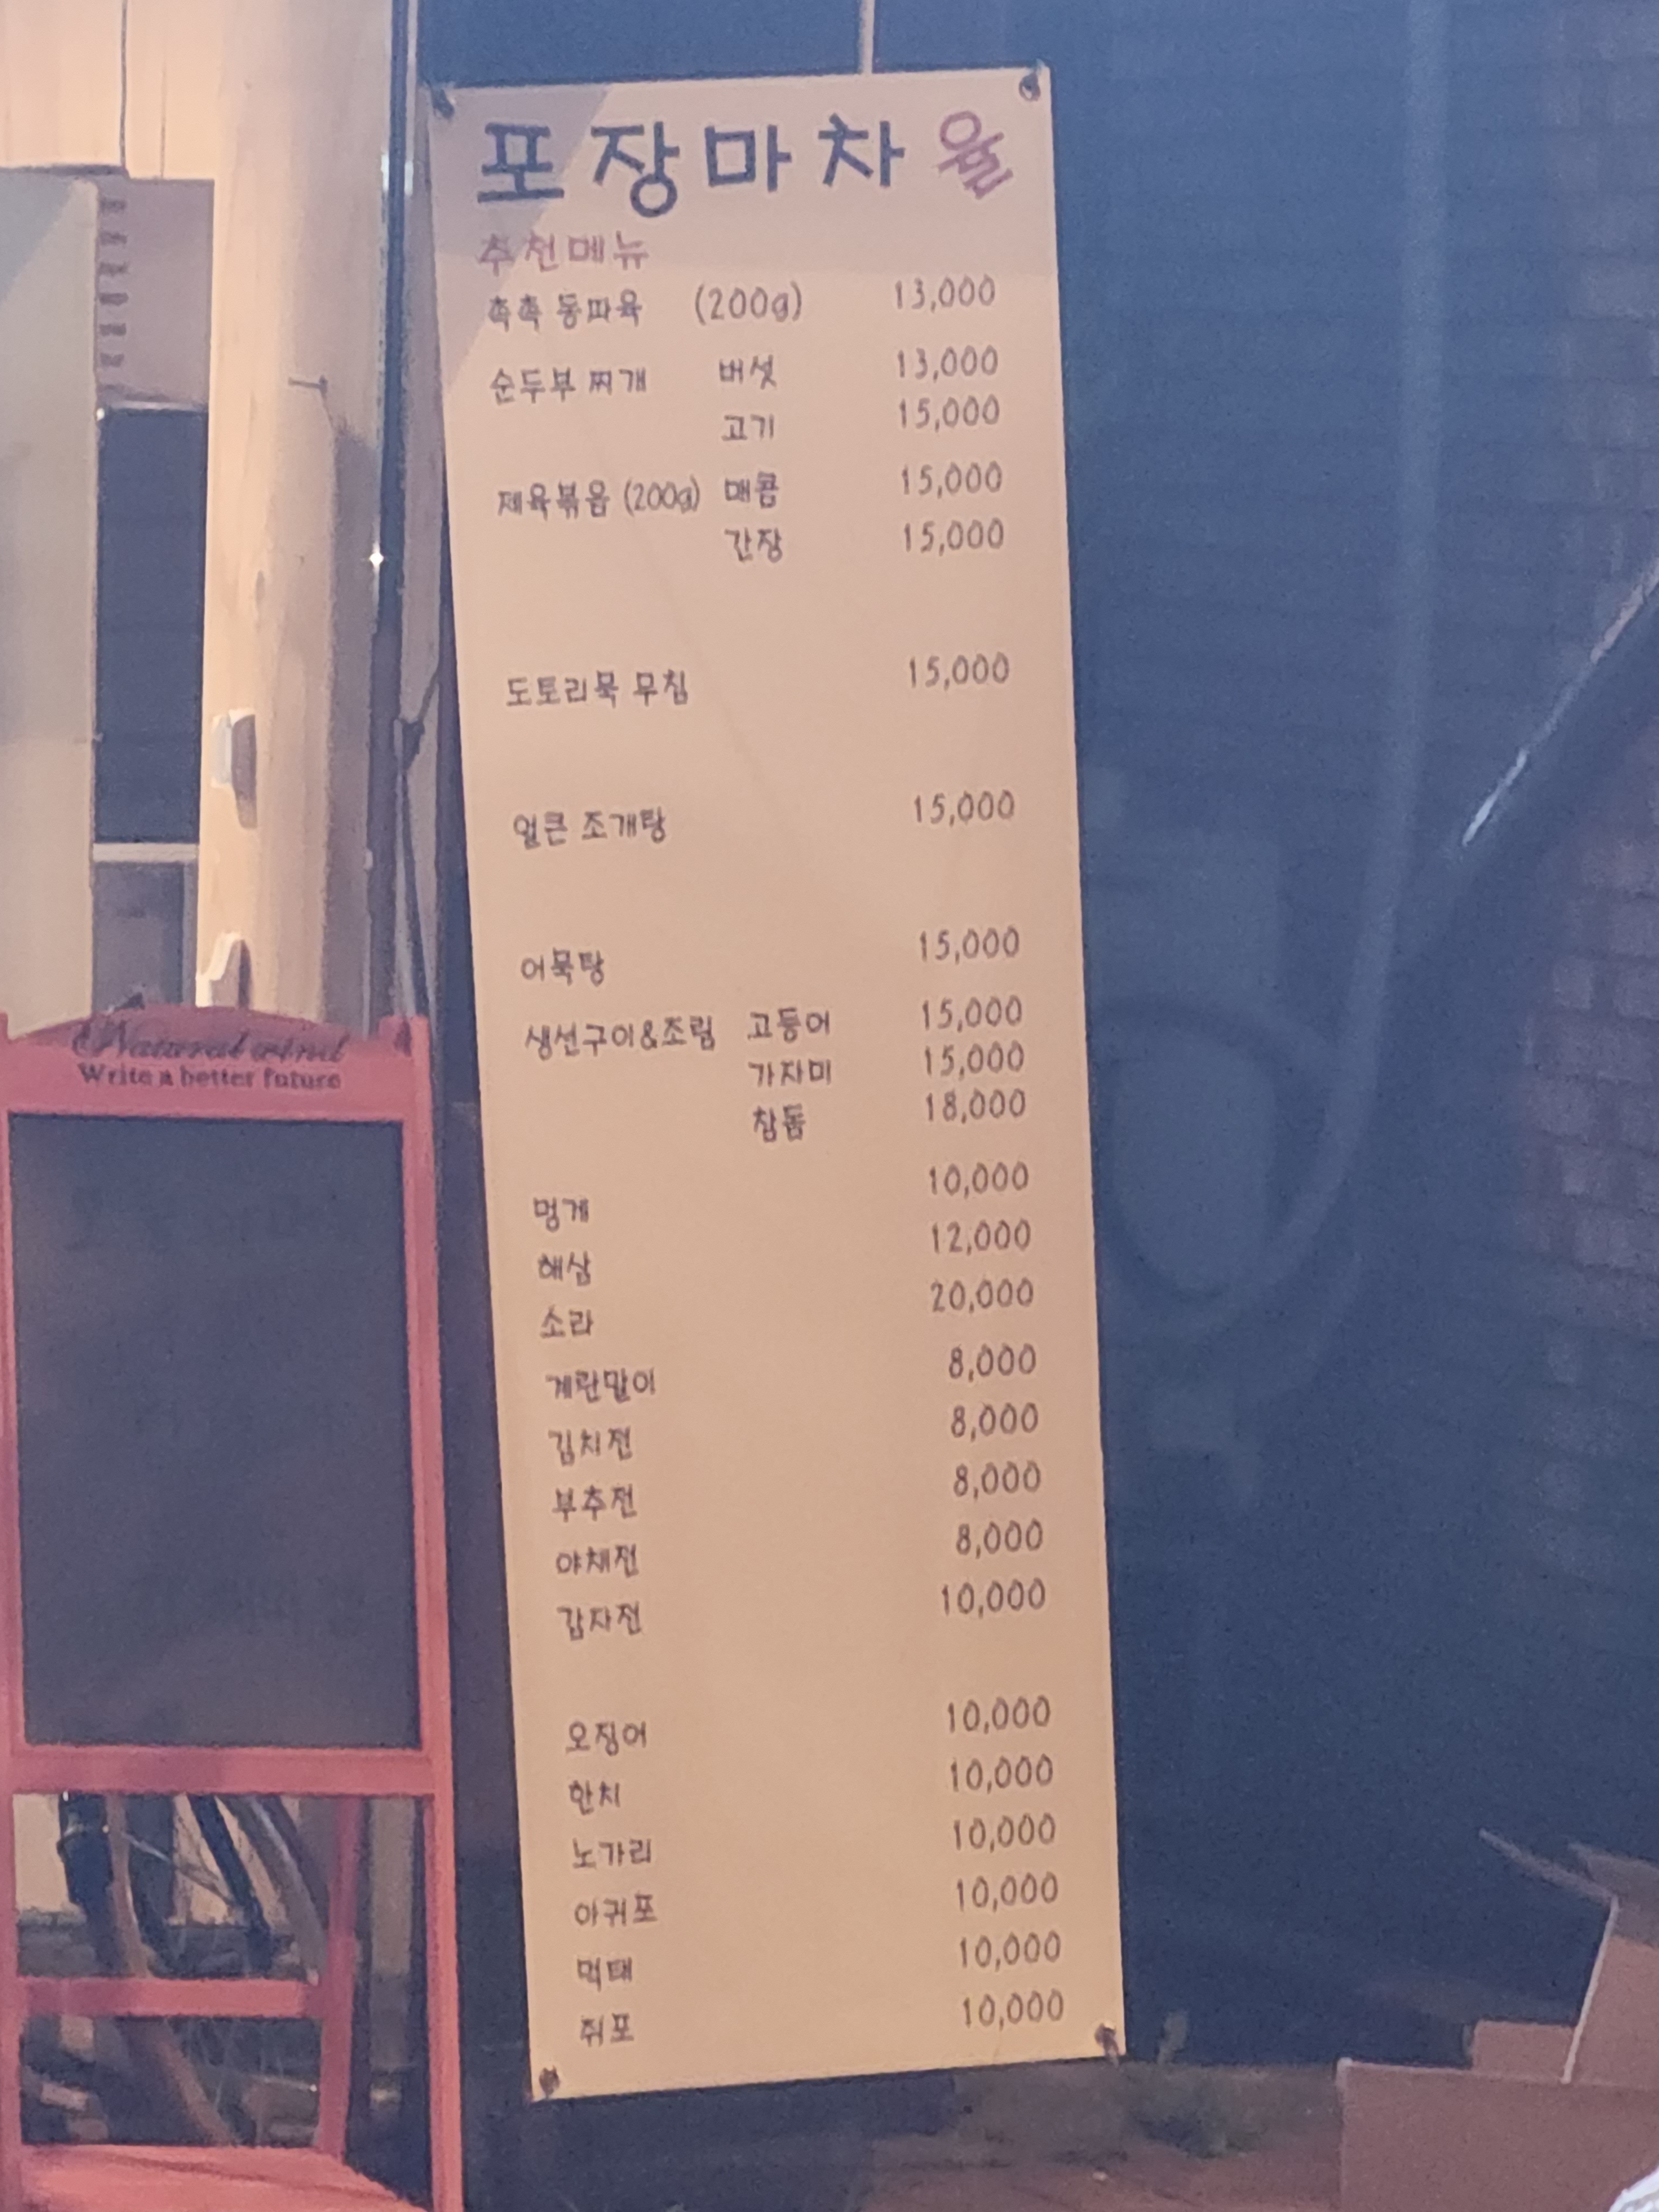 포장마차 율
추천메뉴
촉촉 동파육 (200g) 13,000
순두부 찌개 버섯 13,000
고기 15,000
제육볶음 (200g) 매콤 15,000
간장 15,000
도토리묵 무침 15,000
얼큰 조개탕 15,000
어묵탕 15,000
생선구이&조림 고등어 15,000
가자미 15,000
참돔 18,000
멍게 10,000
해삼 12,000
소라 20,000
계란말이 8,000
김치전 8,000
부추전 8,000
야채전 8,000
감자전 10,000
오징어 10,000
한치 10,000
노가리 10,000
아귀포 10,000
먹태 10,000
쥐포 10,000
Natural wind
Write a better future